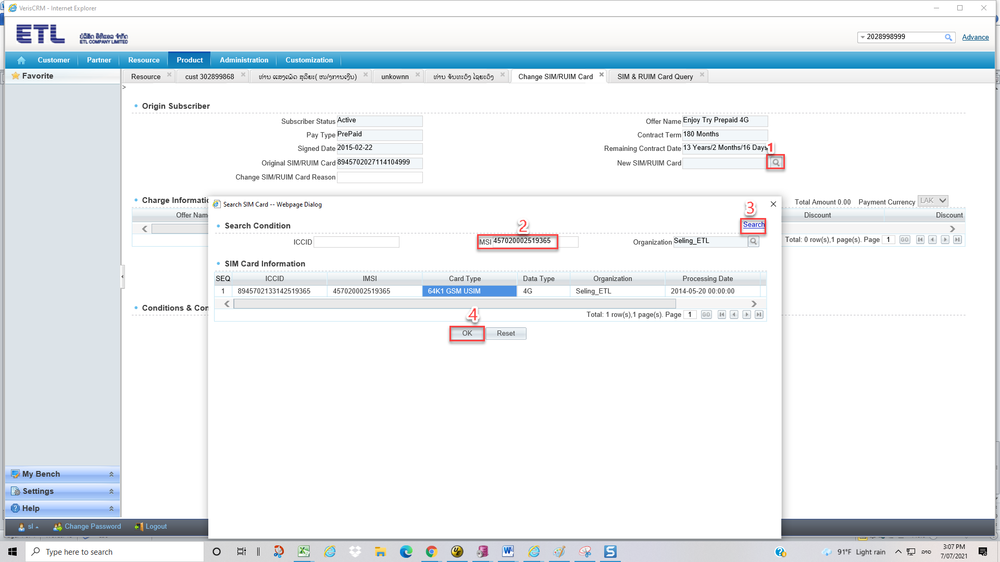 VerisCRM - Internet Explorer
ETL ບໍລິສັດ ອີທີແອລ ຈຳກັດ
ETL COMPANY LIMITED
2028998999 Advance
Customer Partner Resource Product Administration Customization
Favorite
Resource cust 302899868 ທ່ານ ແສງເພັດ ສຸລິຍະ( ໜ/ງການເງິນ) unkownn ທ່ານ ຈັນທະວົງ ໄຊຍະວົງ Change SIM/RUIM Card SIM & RUIM Card Query
>
Origin Subscriber
Subscriber Status Active Offer Name Enjoy Try Prepaid 4G
Pay Type PrePaid Contract Term 180 Months
Signed Date 2015-02-22 Remaining Contract Date 13 Years/2 Months/16 Days 1
Original SIM/RUIM Card 8945702027114104999 New SIM/RUIM Card
Change SIM/RUIM Card Reason
Charge Informatio Total Amount 0.00 Payment Currency LAK
Offer Name Discount Discount
Total: 0 row(s),1 page(s). Page 1 GO
Conditions & Con
Search SIM Card -- Webpage Dialog
3
Search Condition 2 Search
ICCID MSI 457020002519365 Organization Seling_ETL
SIM Card Information
SEQ ICCID IMSI Card Type Data Type Organization Processing Date
1 8945702133142519365 457020002519365 64K1 GSM USIM 4G Seling_ETL 2014-05-20 00:00:00
Total: 1 row(s),1 page(s). Page 1 GO
4
OK Reset
My Bench
Settings
Help
sl Change Password Logout
Type here to search
91°F Light rain ລາວ 3:07 PM
7/07/2021